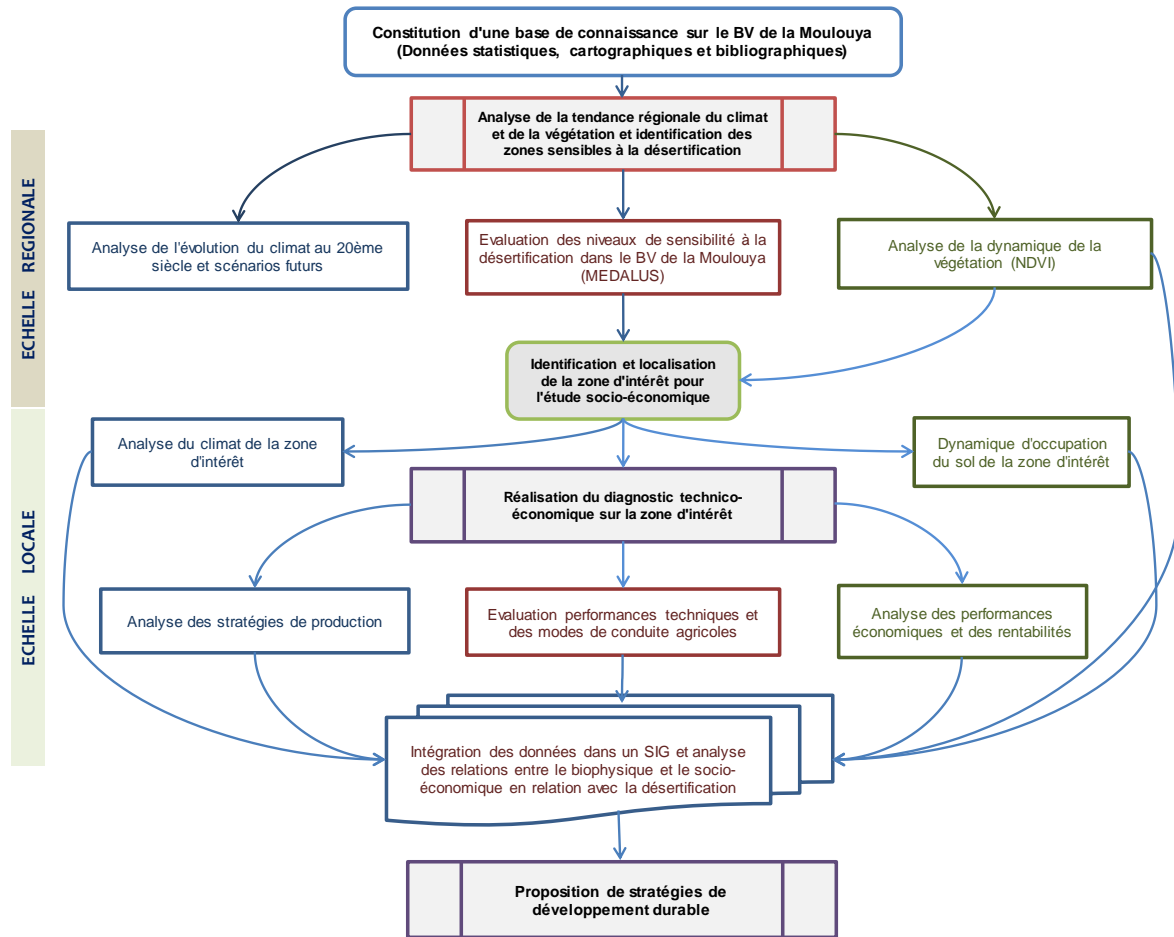 Constitution d'une base de connaissance sur le BV de la Moulouya
(Données statistiques, cartographiques et bibliographiques)
Analyse de la tendance régionale du climat
et de la végétation et identification des
zones sensibles à la désertification
ECHELLE REGIONALE
Analyse de l'évolution du climat au 20ème
siècle et scénarios futurs
Evaluation des niveaux de sensibilité à la
désertification dans le BV de la Moulouya
(MEDALUS)
Analyse de la dynamique de la
végétation (NDVI)
Identification et localisation
de la zone d'intérêt pour
l'étude socio-économique
ECHELLE LOCALE
Analyse du climat de la zone
d'intérêt
Dynamique d'occupation
du sol de la zone d'intérêt
Réalisation du diagnostic technico-
économique sur la zone d'intérêt
Analyse des stratégies de production
Evaluation performances techniques et
des modes de conduite agricoles
Analyse des performances
économiques et des rentabilités
Intégration des données dans un SIG et analyse
des relations entre le biophysique et le socio-
économique en relation avec la désertification
Proposition de stratégies de
développement durable